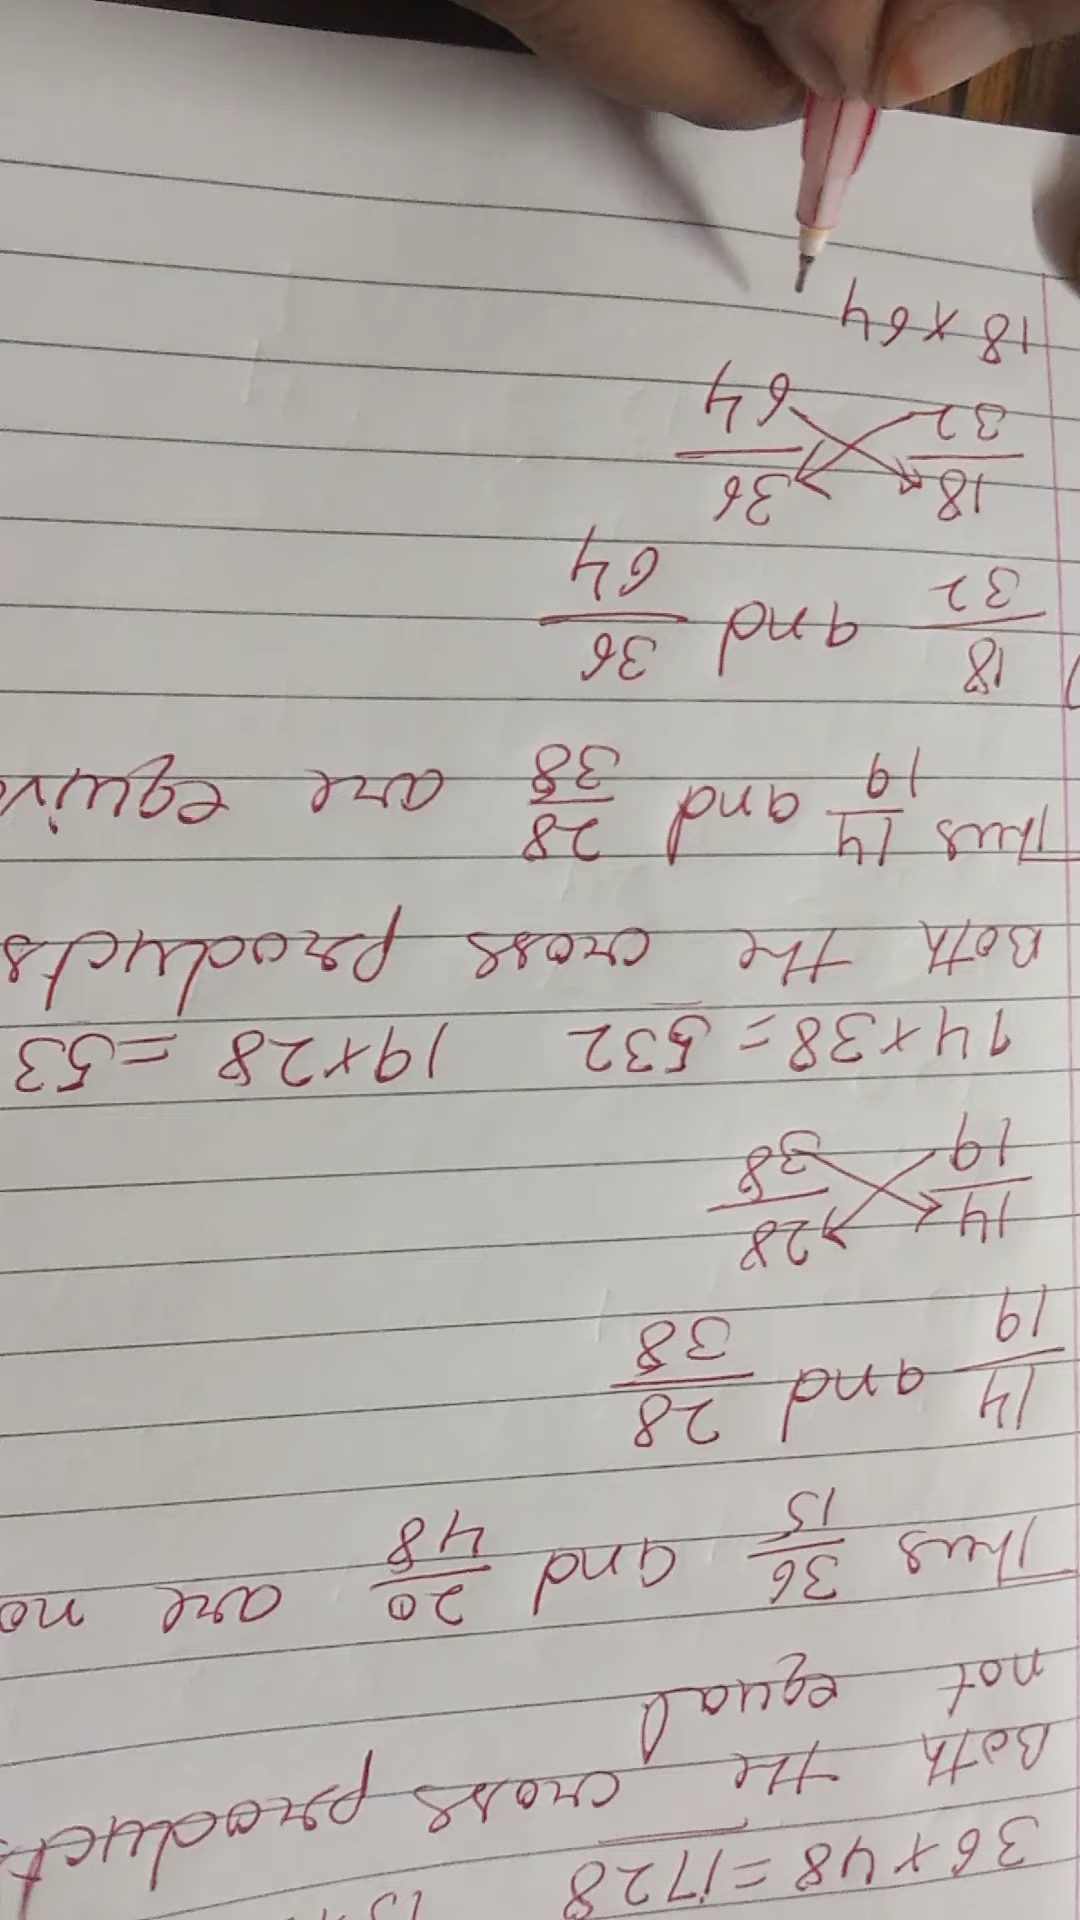 36 × 48 = 1728
Both the cross product
not equal
Thus 36/15 and 20/48 are no
14/19 and 28/38
14/19 28/38
14 × 38 = 532 19 × 28 = 53
Both the cross products
Thus 14/19 and 28/38 are equiv
) 18/32 and 36/64
18/32 36/64
18 × 64